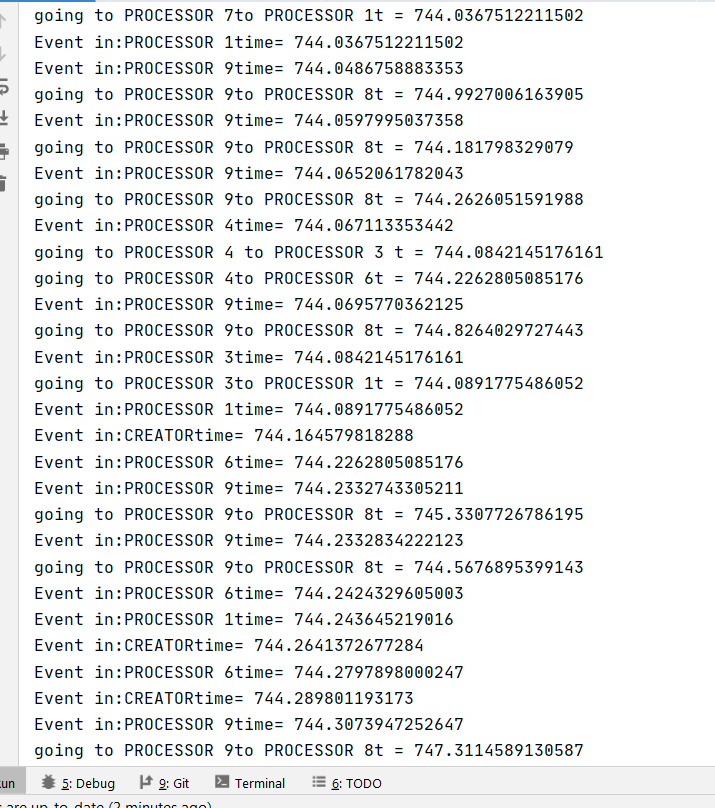 going to PROCESSOR 7to PROCESSOR 1t = 744.0367512211502
Event in:PROCESSOR 1time= 744.0367512211502
Event in:PROCESSOR 9time= 744.0486758883353
going to PROCESSOR 9to PROCESSOR 8t = 744.9927006163905
Event in:PROCESSOR 9time= 744.0597995037358
going to PROCESSOR 9to PROCESSOR 8t = 744.181798329079
Event in:PROCESSOR 9time= 744.0652061782043
going to PROCESSOR 9to PROCESSOR 8t = 744.2626051591988
Event in:PROCESSOR 4time= 744.067113353442
going to PROCESSOR 4 to PROCESSOR 3 t = 744.0842145176161
going to PROCESSOR 4to PROCESSOR 6t = 744.2262805085176
Event in:PROCESSOR 9time= 744.0695770362125
going to PROCESSOR 9to PROCESSOR 8t = 744.8264029727443
Event in:PROCESSOR 3time= 744.0842145176161
going to PROCESSOR 3to PROCESSOR 1t = 744.0891775486052
Event in:PROCESSOR 1time= 744.0891775486052
Event in:CREATORtime= 744.164579818288
Event in:PROCESSOR 6time= 744.2262805085176
Event in:PROCESSOR 9time= 744.2332743305211
going to PROCESSOR 9to PROCESSOR 8t = 745.3307726786195
Event in:PROCESSOR 9time= 744.2332834222123
going to PROCESSOR 9to PROCESSOR 8t = 744.5676895399143
Event in:PROCESSOR 6time= 744.2424329605003
Event in:PROCESSOR 1time= 744.243645219016
Event in:CREATORtime= 744.2641372677284
Event in:PROCESSOR 6time= 744.2797898000247
Event in:CREATORtime= 744.289801193173
Event in:PROCESSOR 9time= 744.3073947252647
going to PROCESSOR 9to PROCESSOR 8t = 747.3114589130587
un 5: Debug 9: Git Terminal 6: TODO
s are up-to-date (2 minutes ago)